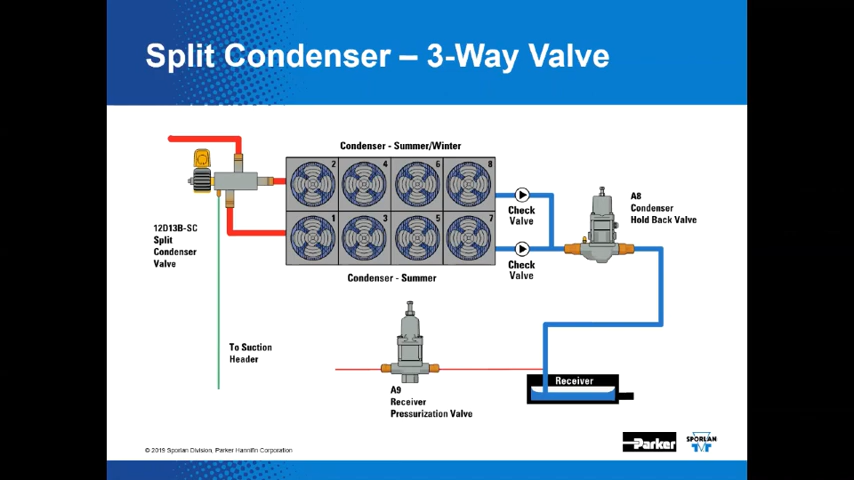 Split Condenser – 3-Way Valve
Condenser - Summer/Winter
2
4
6
8
1
3
5
7
12D13B-SC
Split
Condenser
Valve
Check
Valve
Check
Valve
A8
Condenser
Hold Back Valve
Condenser - Summer
To Suction
Header
A9
Receiver
Pressurization Valve
Receiver
© 2019 Sporlan Division, Parker Hannifin Corporation
Parker
SPORLAN